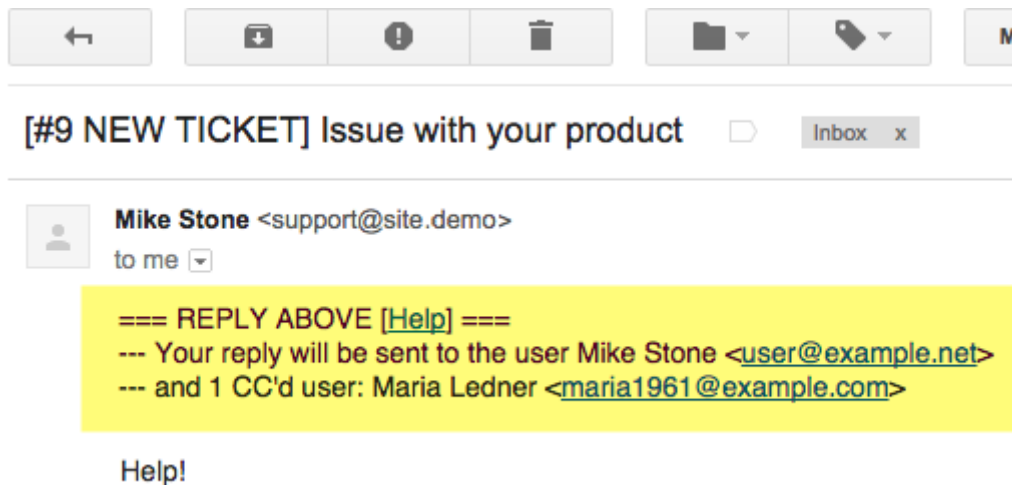 M
[#9 NEW TICKET] Issue with your product Inbox x
Mike Stone <support@site.demo>
to me
=== REPLY ABOVE [Help] ===
--- Your reply will be sent to the user Mike Stone <user@example.net>
--- and 1 CC'd user: Maria Ledner <maria1961@example.com>
Help!